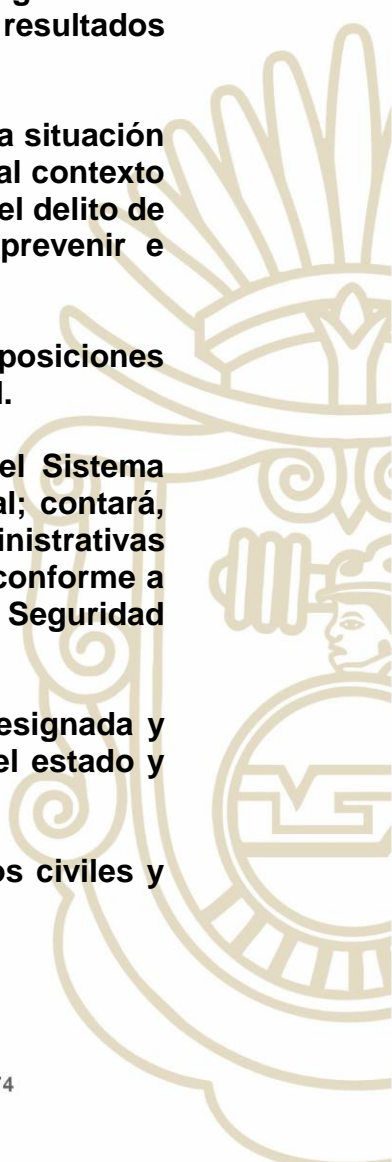 resultados
a situación
al contexto
el delito de
prevenir e
posiciones
el Sistema
al; contará,
inistrativas
conforme a
Seguridad
esignada y
el estado y
os civiles y